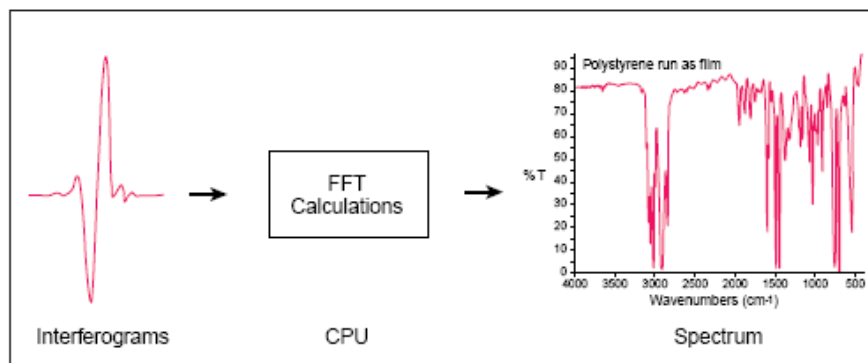 Polystyrene run as film
90
80
70
60
50
40
30
20
10
0
%T
4000 3500 3000 2500 2000 1500 1000 500
Wavenumbers (cm-1)
FFT
Calculations
Interferograms
CPU
Spectrum